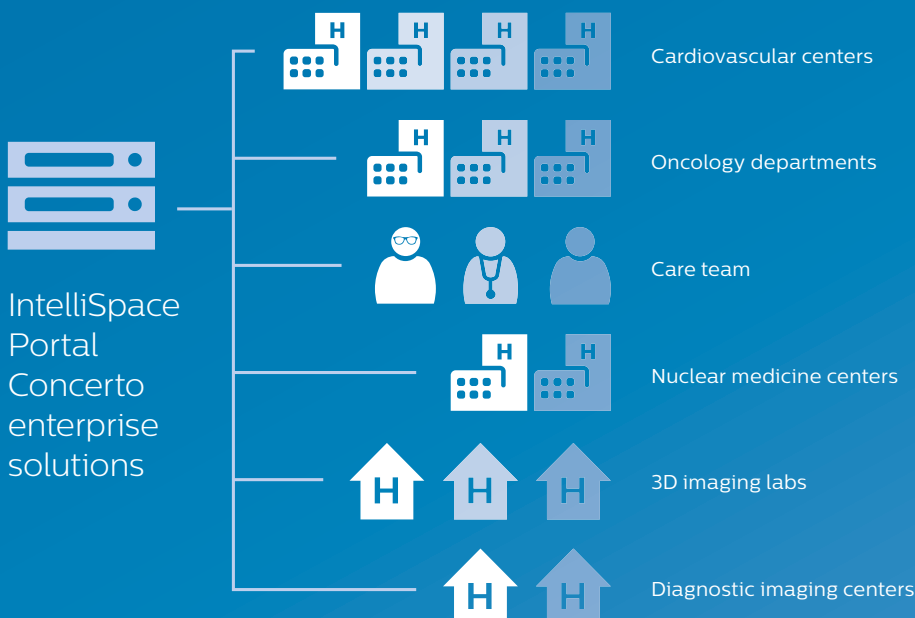 H H H H
Cardiovascular centers
H H H
Oncology departments
Care team
IntelliSpace
Portal
Concerto
enterprise
solutions
H H
Nuclear medicine centers
H H H
3D imaging labs
H H
Diagnostic imaging centers